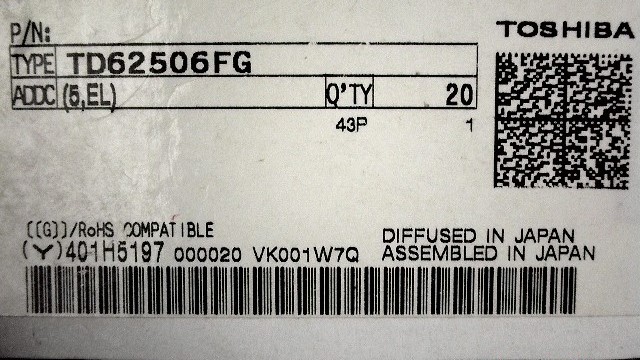 P/N:
TOSHIBA
TYPE TD62506FG
ADDC (5,EL) Q'TY 20
43P 1
[[G]]/RoHS COMPATIBLE
(Y)401H5197 000020 VK001W7Q
DIFFUSED IN JAPAN
ASSEMBLED IN JAPAN